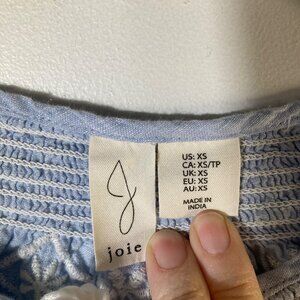 J
joie
US: XS
CA: XS/TP
UK: XS
EU: XS
AU: XS
MADE IN
INDIA